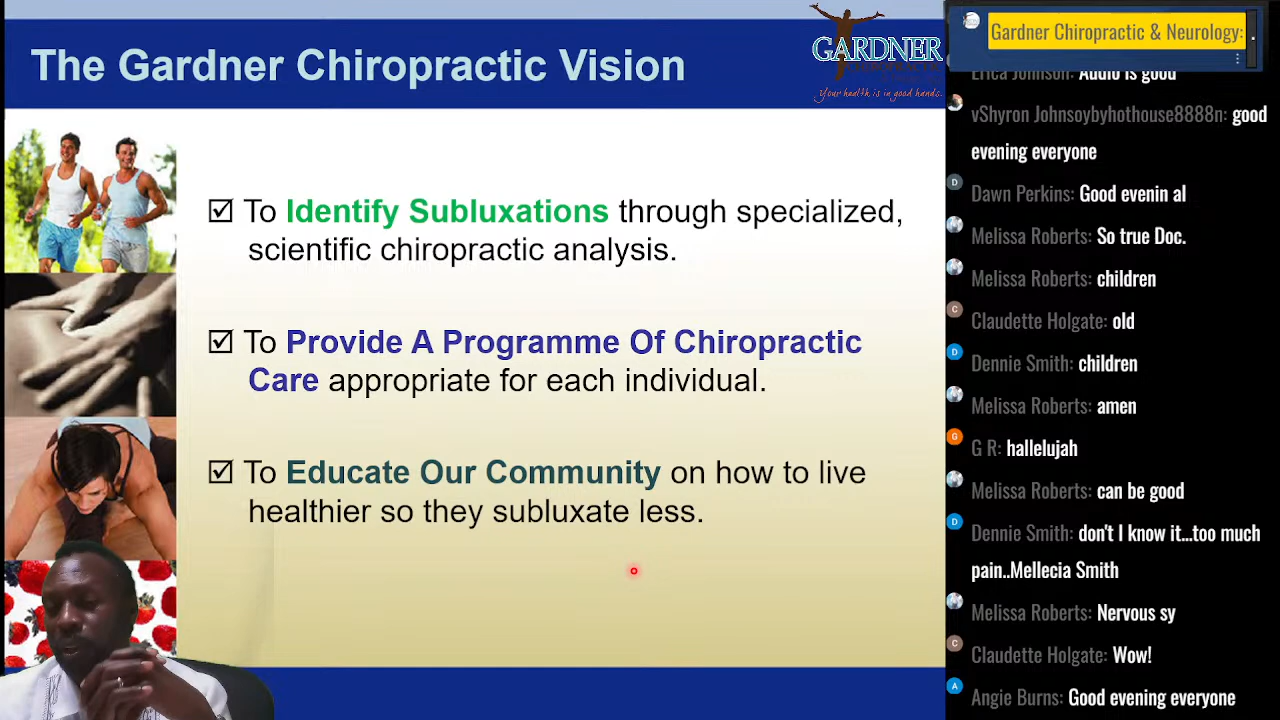 The Gardner Chiropractic Vision
GARDNER
Your health is in good hands.
☑ To Identify Subluxations through specialized,
scientific chiropractic analysis.
☑ To Provide A Programme Of Chiropractic
Care appropriate for each individual.
☑ To Educate Our Community on how to live
healthier so they subluxate less.
Gardner Chiropractic & Neurology: .
Erica Johnson: Audio is good
vShyron Johnsoybyhothouse8888n: good
evening everyone
D Dawn Perkins: Good evenin al
Melissa Roberts: So true Doc.
Melissa Roberts: children
C Claudette Holgate: old
D Dennie Smith: children
Melissa Roberts: amen
G G R: hallelujah
Melissa Roberts: can be good
D Dennie Smith: don't I know it...too much
pain..Mellecia Smith
Melissa Roberts: Nervous sy
C Claudette Holgate: Wow!
A Angie Burns: Good evening everyone